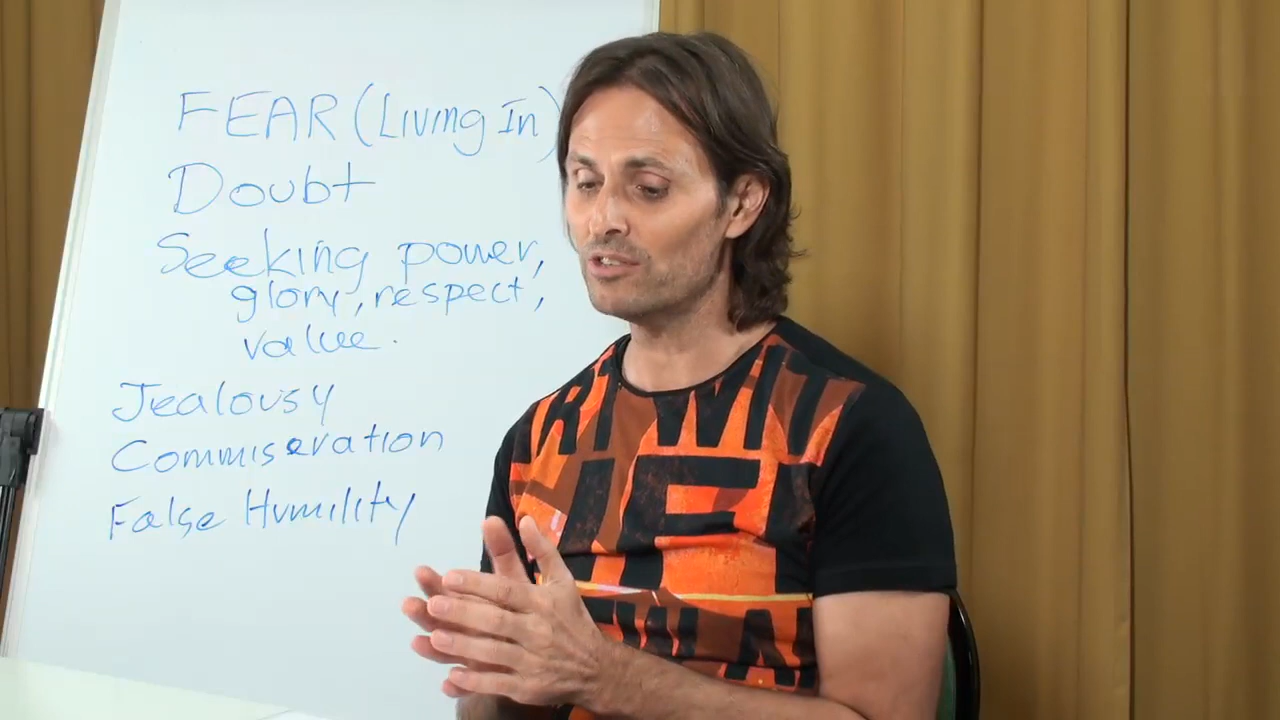 FEAR (Living In)
Doubt
Seeking power,
glory, respect,
value.
Jealousy
Commiseration
False Humility